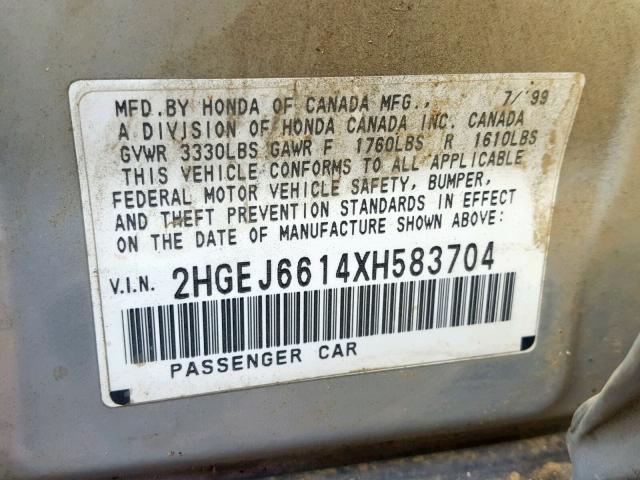 MFD.BY HONDA OF CANADA MFG., 7/'99
A DIVISION OF HONDA CANADA INC. CANADA
GVWR 3330LBS GAWR F 1760LBS R 1610LBS
THIS VEHICLE CONFORMS TO ALL APPLICABLE
FEDERAL MOTOR VEHICLE SAFETY, BUMPER,
AND THEFT PREVENTION STANDARDS IN EFFECT
ON THE DATE OF MANUFACTURE SHOWN ABOVE:
V.I.N. 2HGEJ6614XH583704
PASSENGER CAR